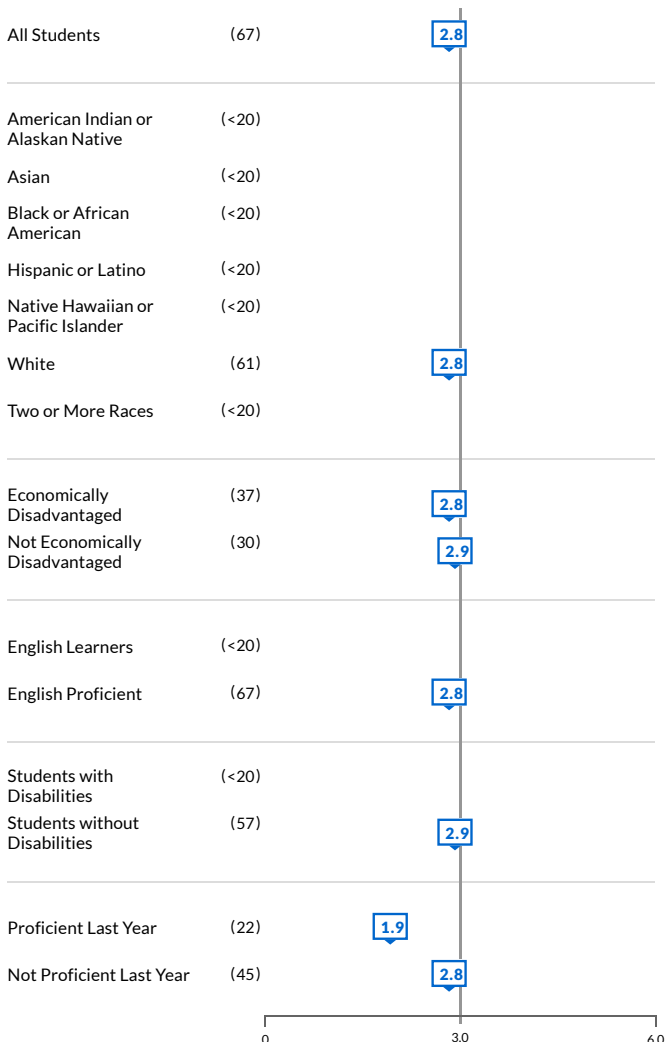 All Students (67) 2.8
American Indian or (<20)
Alaskan Native
Asian (<20)
Black or African (<20)
American
Hispanic or Latino (<20)
Native Hawaiian or (<20)
Pacific Islander
White (61) 2.8
Two or More Races (<20)
Economically (37) 2.8
Disadvantaged
Not Economically (30) 2.9
Disadvantaged
English Learners (<20)
English Proficient (67) 2.8
Students with (<20)
Disabilities
Students without (57) 2.9
Disabilities
Proficient Last Year (22) 1.9
Not Proficient Last Year (45) 2.8
0 3.0 6.0